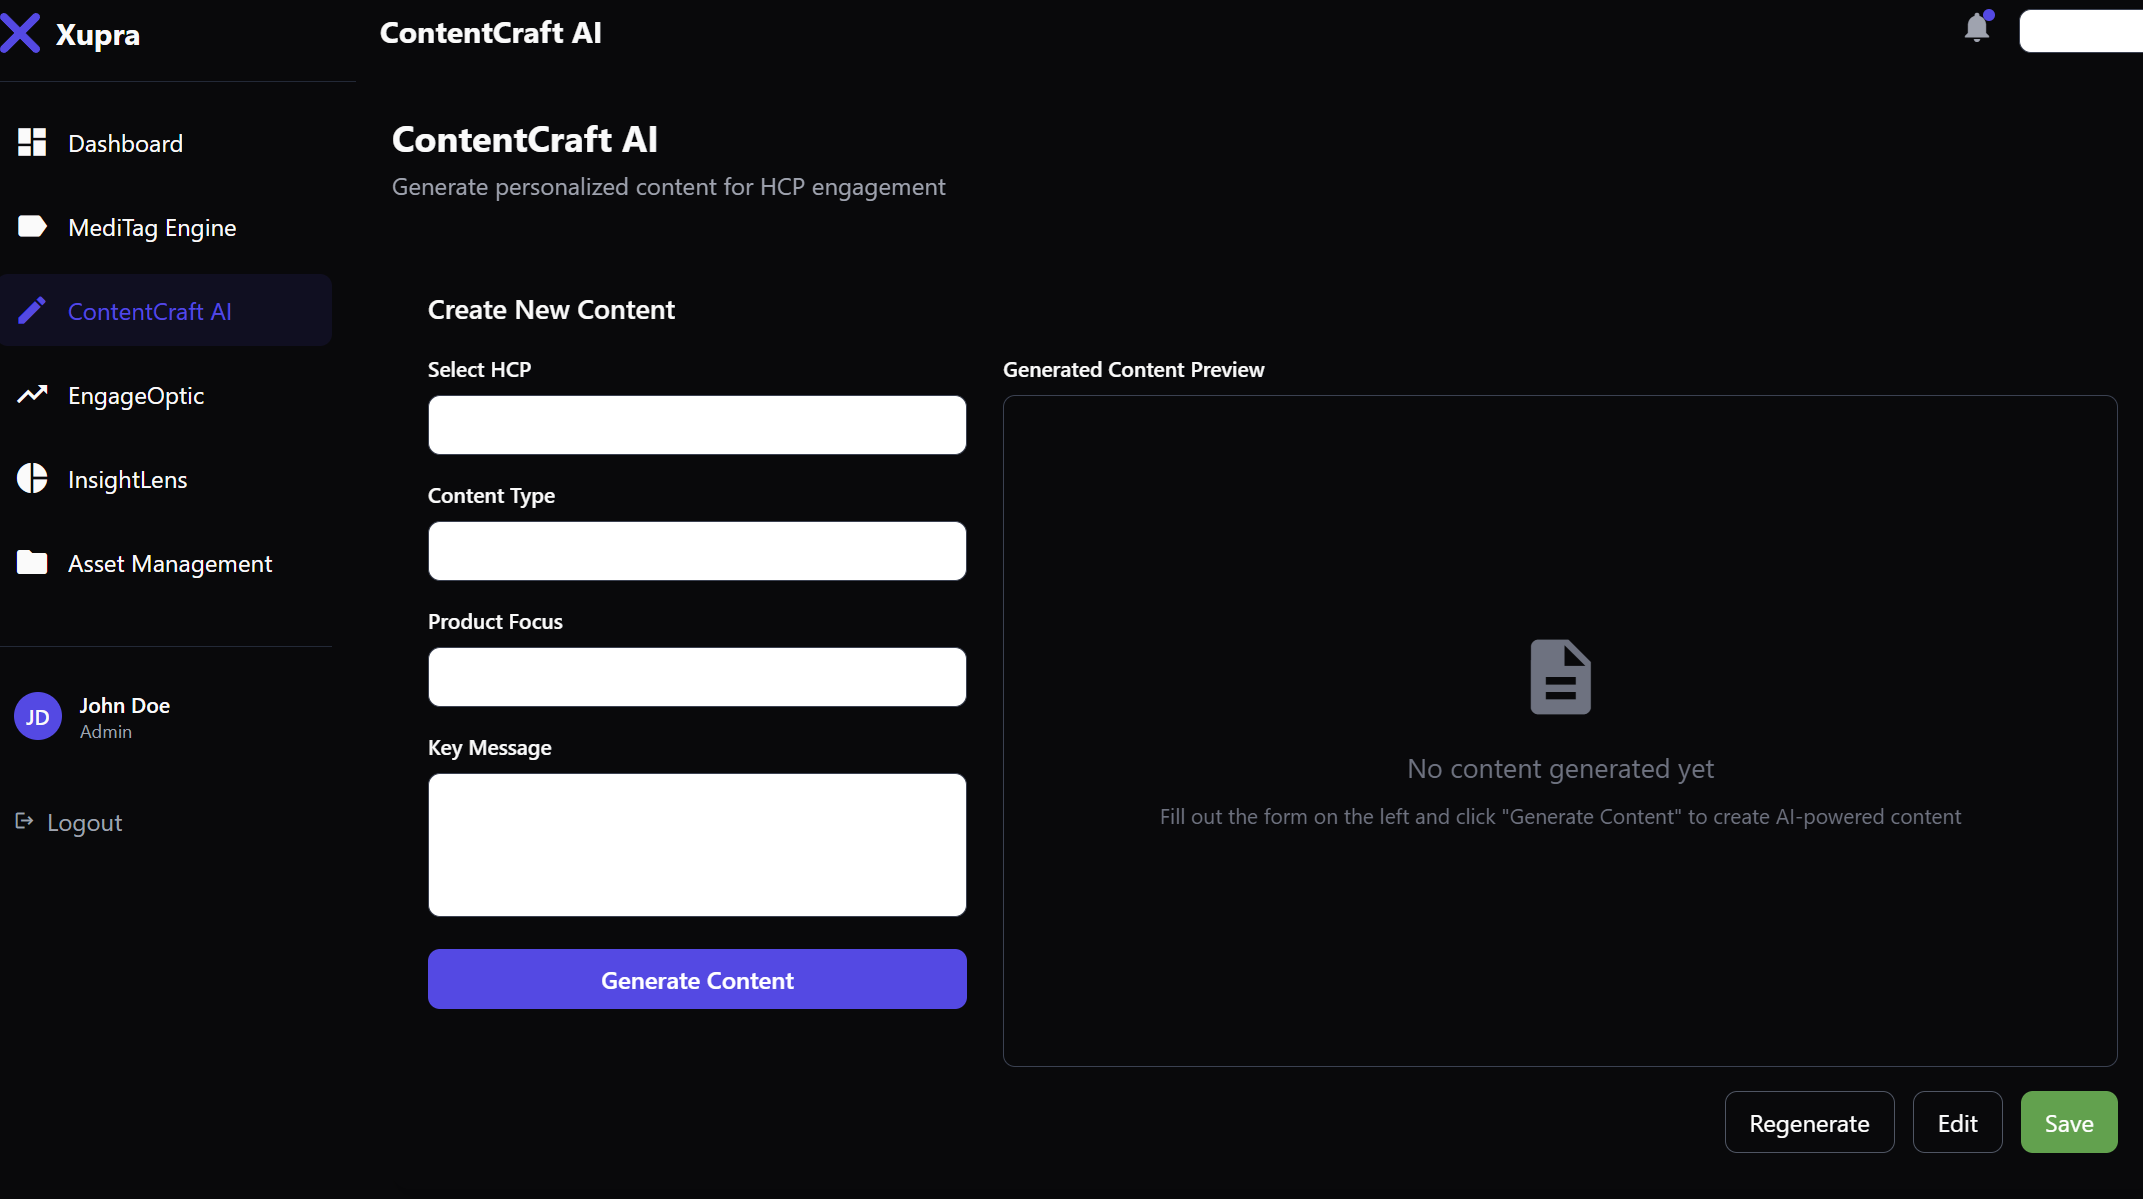 Xupra
ContentCraft AI
Dashboard
MediTag Engine
ContentCraft AI
EngageOptic
InsightLens
Asset Management
JD
John Doe
Admin
Logout
ContentCraft AI
Generate personalized content for HCP engagement
Create New Content
Select HCP
Content Type
Product Focus
Key Message
Generate Content
Generated Content Preview
No content generated yet
Fill out the form on the left and click "Generate Content" to create AI-powered content
Regenerate
Edit
Save